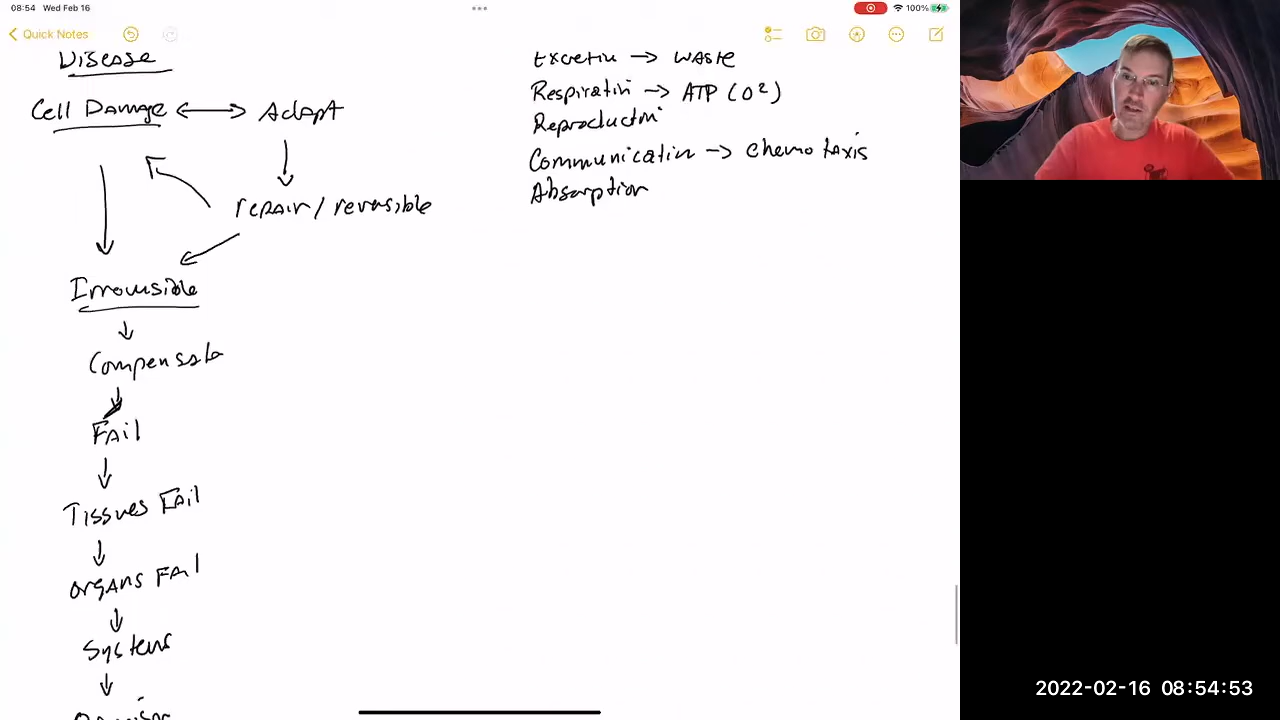 08:54 Wed Feb 16
100%
Quick Notes
Disease
Cell Damage ↔ Adapt
repair / reversible
Irreversible
Compensate
Fail
Tissues Fail
Organs Fail
Systems
Excretion → waste
Respiration → ATP (O²)
Reproduction
Communication → chemotaxis
Absorption
2022-02-16 08:54:53